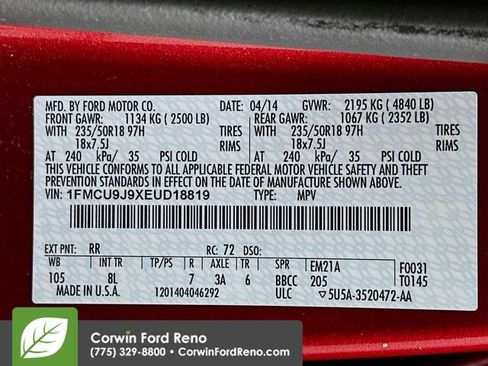 MFD. BY FORD MOTOR CO. DATE: 04/14 GVWR: 2195 KG ( 4840 LB)
FRONT GAWR: 1134 KG ( 2500 LB) REAR GAWR: 1067 KG ( 2352 LB)
WITH 235/50R18 97H TIRES WITH 235/50R18 97H TIRES
18x7.5J RIMS 18x7.5J RIMS
AT 240 kPa/ 35 PSI COLD AT 240 kPa/ 35 PSI COLD
THIS VEHICLE CONFORMS TO ALL APPLICABLE FEDERAL MOTOR VEHICLE SAFETY AND THEFT
PREVENTION STANDARDS IN EFFECT ON THE DATE OF MANUFACTURE SHOWN ABOVE.
VIN: 1FMCU9J9XEUD18819 TYPE: MPV
EXT PNT: RR RC: 72 DSO:
WB INT TR TP/PS R AXLE TR SPR EM21A F0031
105 8L 7 3A 6 BBCC 205 T0145
MADE IN U.S.A. 1201404046292 ULC ▽5U5A-3520472-AA
Corwin Ford Reno
(775) 329-8800 - CorwinFordReno.com